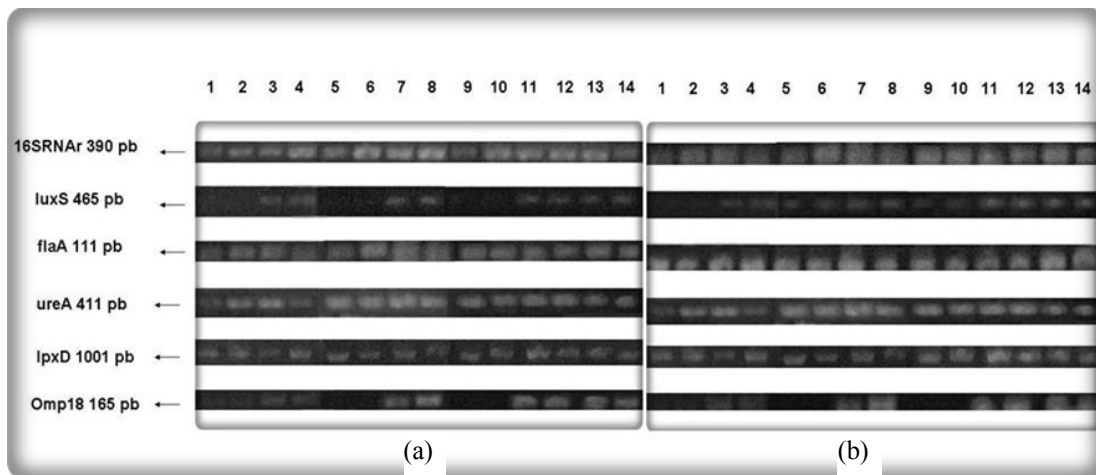 1 2 3 4 5 6 7 8 9 10 11 12 13 14 1 2 3 4 5 6 7 8 9 10 11 12 13 14
16SRNAr 390 pb
luxS 465 pb
flaA 111 pb
ureA 411 pb
lpxD 1001 pb
Omp18 165 pb
(a) (b)